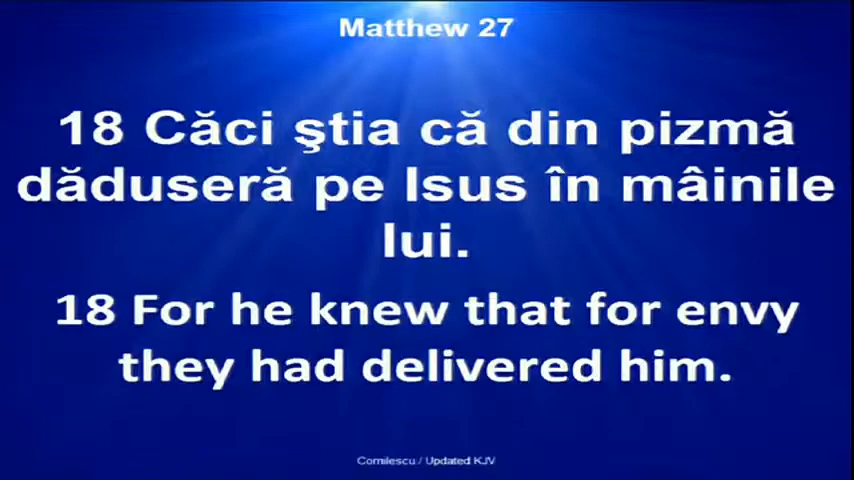 Matthew 27
18 Căci ştia că din pizmă
dăduseră pe Isus în mâinile
lui.
18 For he knew that for envy
they had delivered him.
Cornilescu / Updated KJV